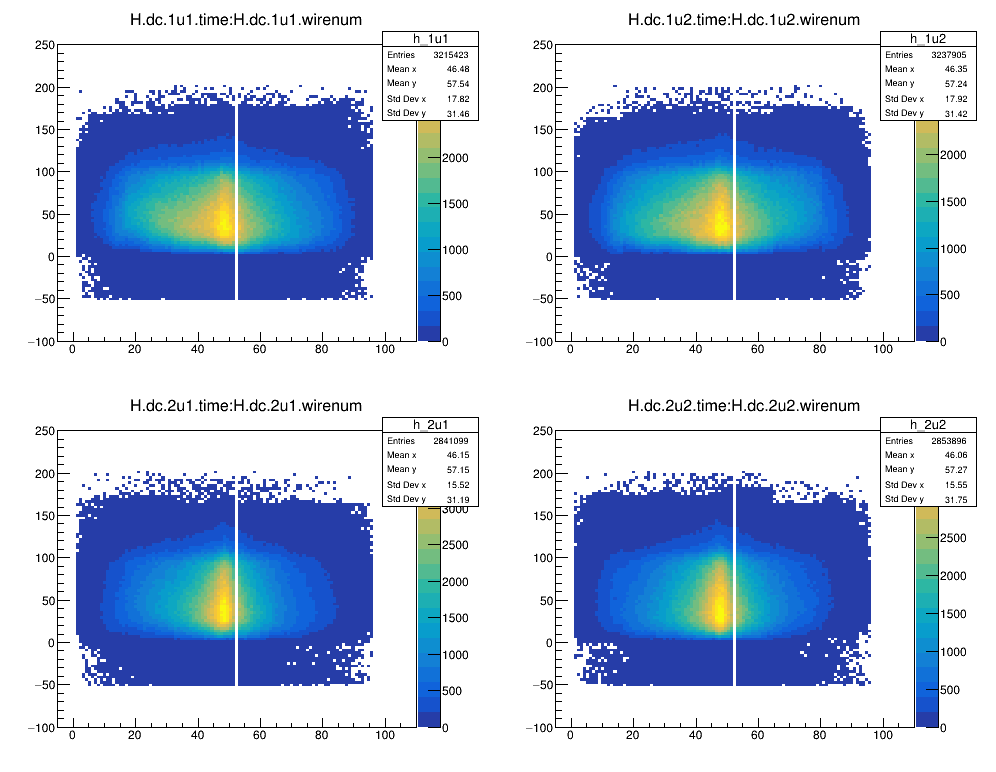 H.dc.1u1.time:H.dc.1u1.wirenum
h_1u1
Entries 3215423
Mean x 46.48
Mean y 57.54
Std Dev x 17.82
Std Dev y 31.46
250
200
150
100
50
0
−50
−100
0 20 40 60 80 100
2000
1500
1000
500
0
H.dc.1u2.time:H.dc.1u2.wirenum
h_1u2
Entries 3237905
Mean x 46.35
Mean y 57.24
Std Dev x 17.92
Std Dev y 31.42
250
200
150
100
50
0
−50
−100
0 20 40 60 80 100
2000
1500
1000
500
0
H.dc.2u1.time:H.dc.2u1.wirenum
h_2u1
Entries 2841099
Mean x 46.15
Mean y 57.15
Std Dev x 15.52
Std Dev y 31.19
250
200
150
100
50
0
−50
−100
0 20 40 60 80 100
3000
2500
2000
1500
1000
500
0
H.dc.2u2.time:H.dc.2u2.wirenum
h_2u2
Entries 2853896
Mean x 46.06
Mean y 57.27
Std Dev x 15.55
Std Dev y 31.75
250
200
150
100
50
0
−50
−100
0 20 40 60 80 100
2500
2000
1500
1000
500
0